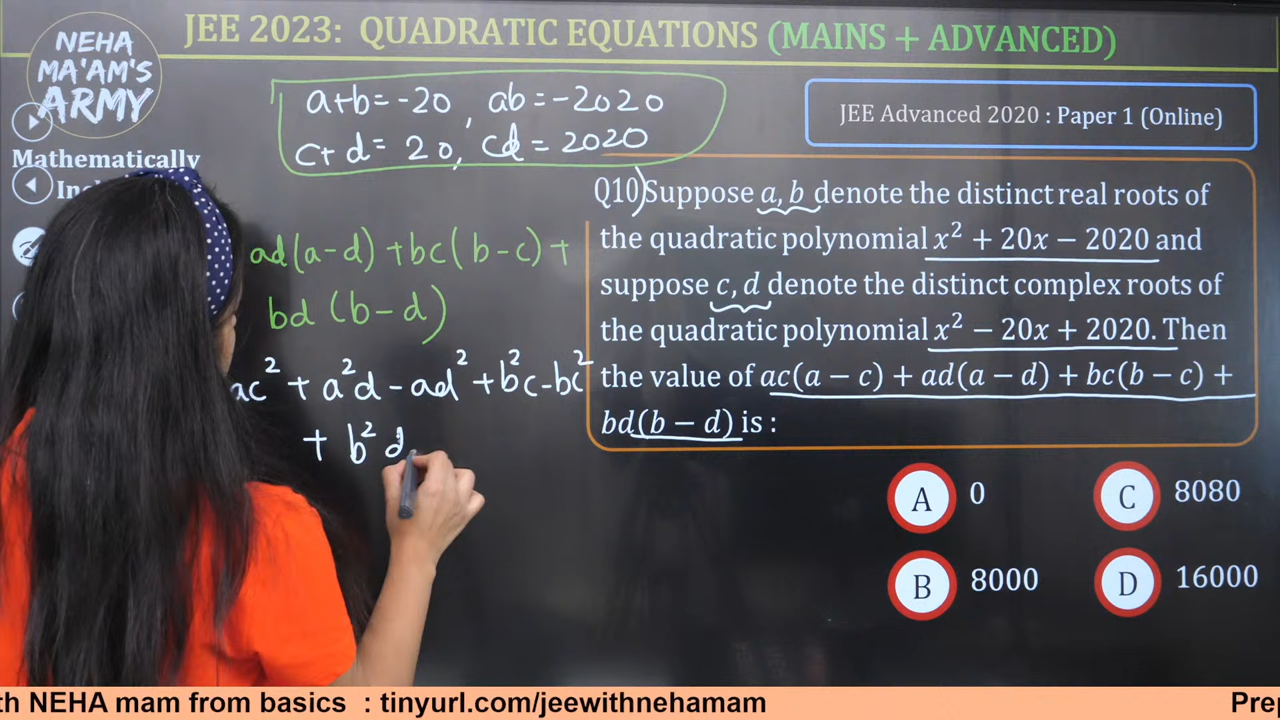 JEE 2023: QUADRATIC EQUATIONS (MAINS + ADVANCED)
NEHA
MA'AM'S
ARMY
Mathematically
a+b=-20, ab=-2020
c+d=20, cd=2020
JEE Advanced 2020 : Paper 1 (Online)
ad(a-d)+bc(b-c)+
bd(b-d)
ac²+a²d-ad²+b²c-bc²
+b²d
Q10) Suppose a, b denote the distinct real roots of
the quadratic polynomial x² + 20x − 2020 and
suppose c, d denote the distinct complex roots of
the quadratic polynomial x² − 20x + 2020. Then
the value of ac(a − c) + ad(a − d) + bc(b − c) +
bd(b − d) is :
A 0
C 8080
B 8000
D 16000
NEHA mam from basics : tinyurl.com/jeewithnehamam